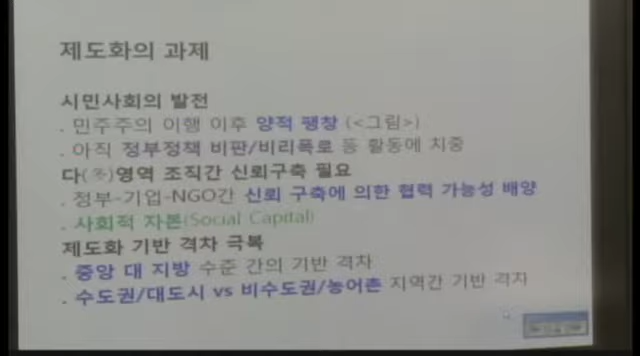 제도화의 과제
시민사회의 발전
. 민주주의 이행 이후 양적 팽창 (<그림>)
. 아직 정부정책 비판/비리폭로 등 활동에 치중
다(多)영역 조직간 신뢰구축 필요
. 정부-기업-NGO간 신뢰 구축에 의한 협력 가능성 배양
. 사회적 자본(Social Capdal)
제도화 기반 격차 극복
. 중앙 대 지방 수준 간의 기반 격차
. 수도권/대도시 vs 비수도권/농어촌 지역간 기반 격차